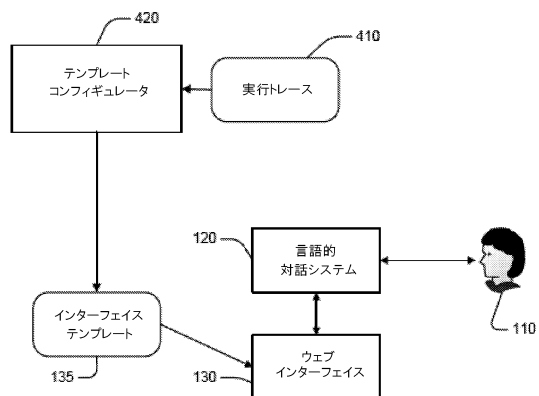 420
410
テンプレート
コンフィギュレータ
実行トレース
120
言語的
対話システム
110
インターフェイス
テンプレート
135
130
ウェブ
インターフェイス